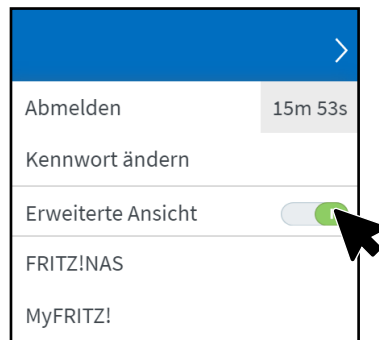 Abmelden 15m 53s
Kennwort ändern
Erweiterte Ansicht
FRITZ!NAS
MyFRITZ!